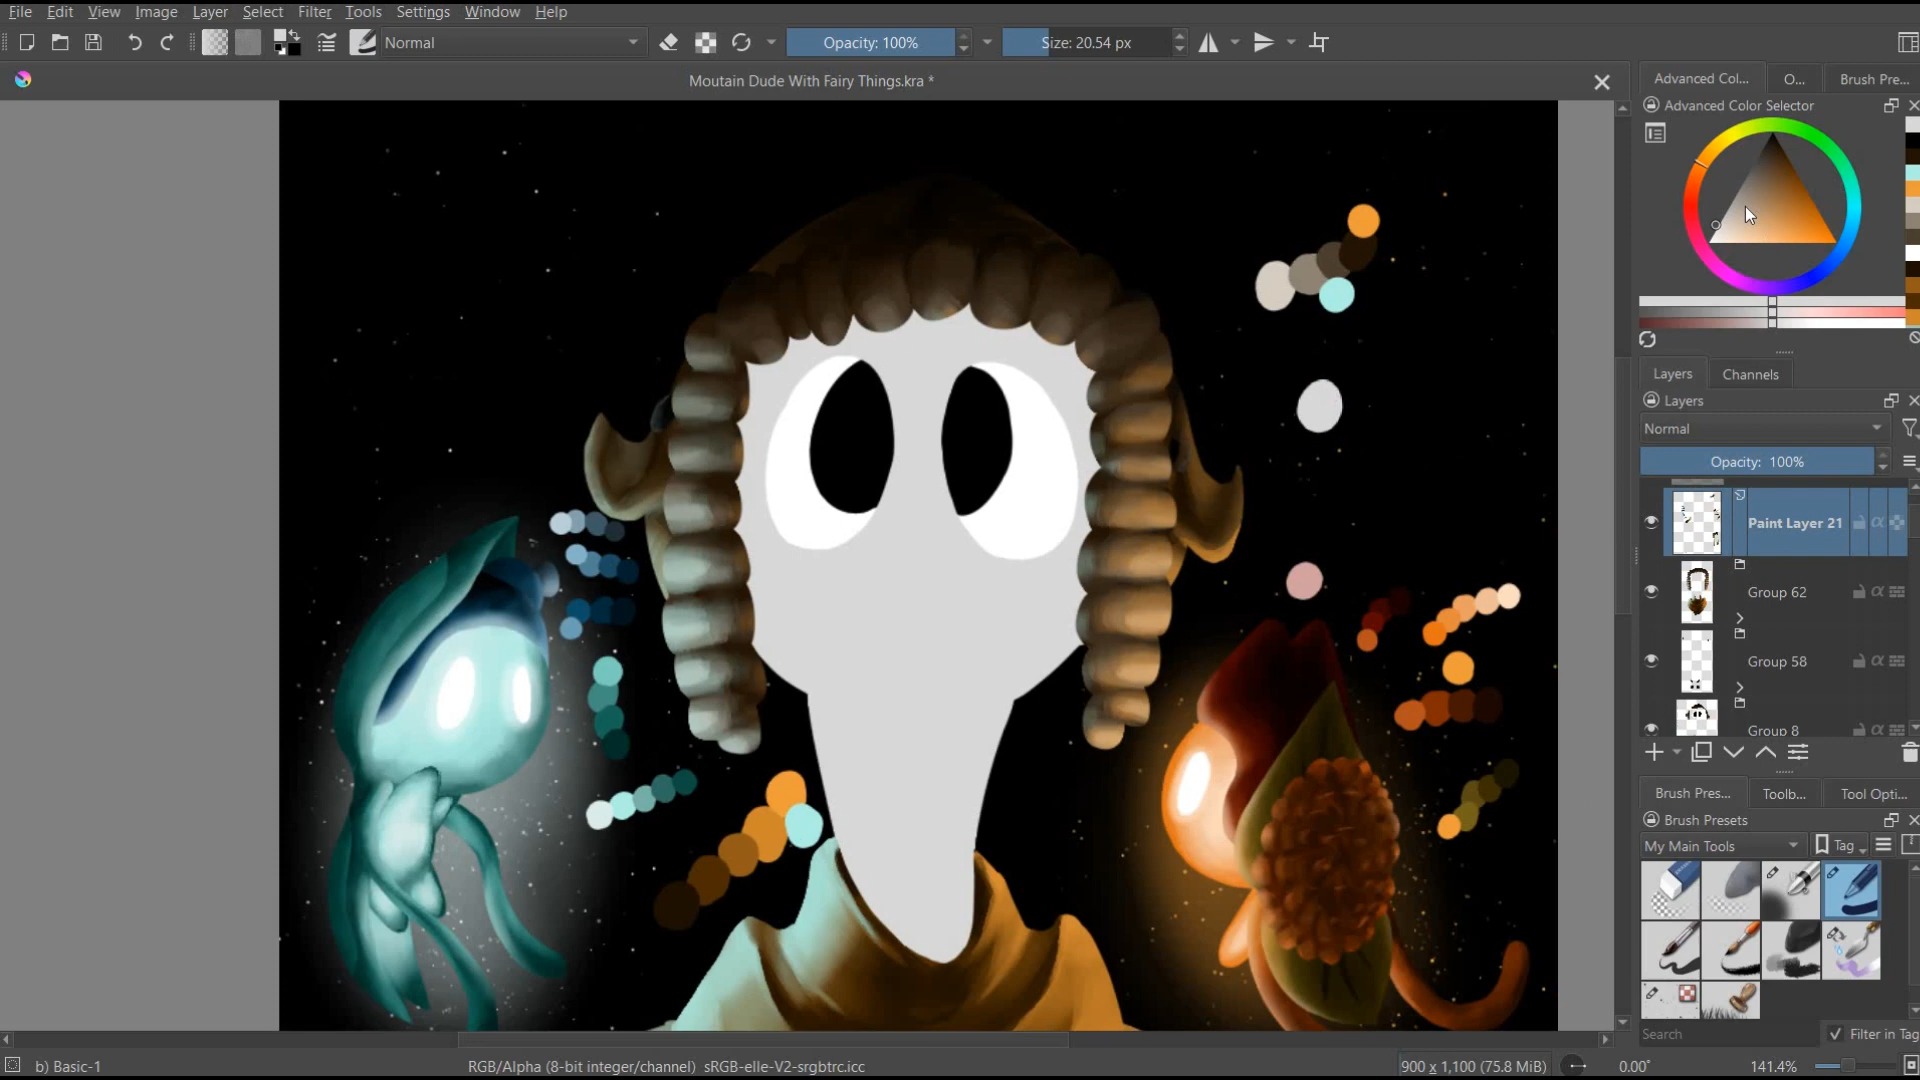 File Edit View Image Layer Select Filter Tools Settings Window Help
Normal Opacity: 100% Size: 20.54 px
Moutain Dude With Fairy Things.kra *
Advanced Col... O... Brush Pre...
Advanced Color Selector
Layers Channels
Layers
Normal
Opacity: 100%
Paint Layer 21
Group 62
Group 58
Group 8
Brush Pres... Toolb... Tool Opti...
Brush Presets
My Main Tools Tag
Search Filter in Tag
b) Basic-1 RGB/Alpha (8-bit integer/channel) sRGB-elle-V2-srgbtrc.icc 900 x 1,100 (75.8 MiB) 0.00° 141.4%